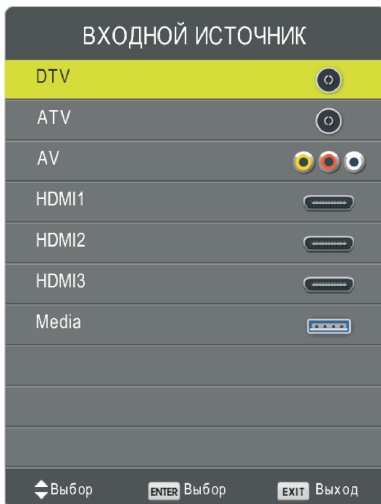 ВХОДНОЙ ИСТОЧНИК
DTV
ATV
AV
HDMI1
HDMI2
HDMI3
Media
Выбор ENTER Выбор EXIT Выход